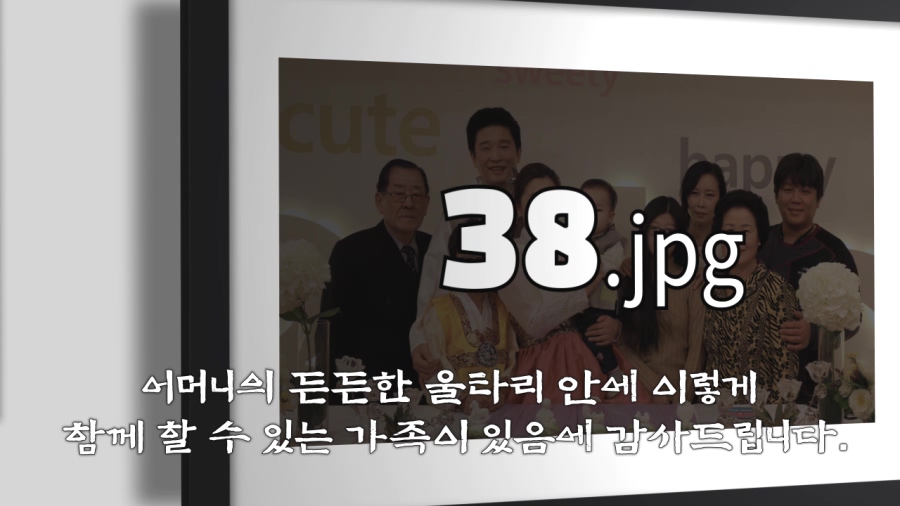 sweety
cute
happy
38.jpg
어머니의 든든한 울타리 안에 이렇게
함께 할 수 있는 가족이 있음에 감사드립니다.